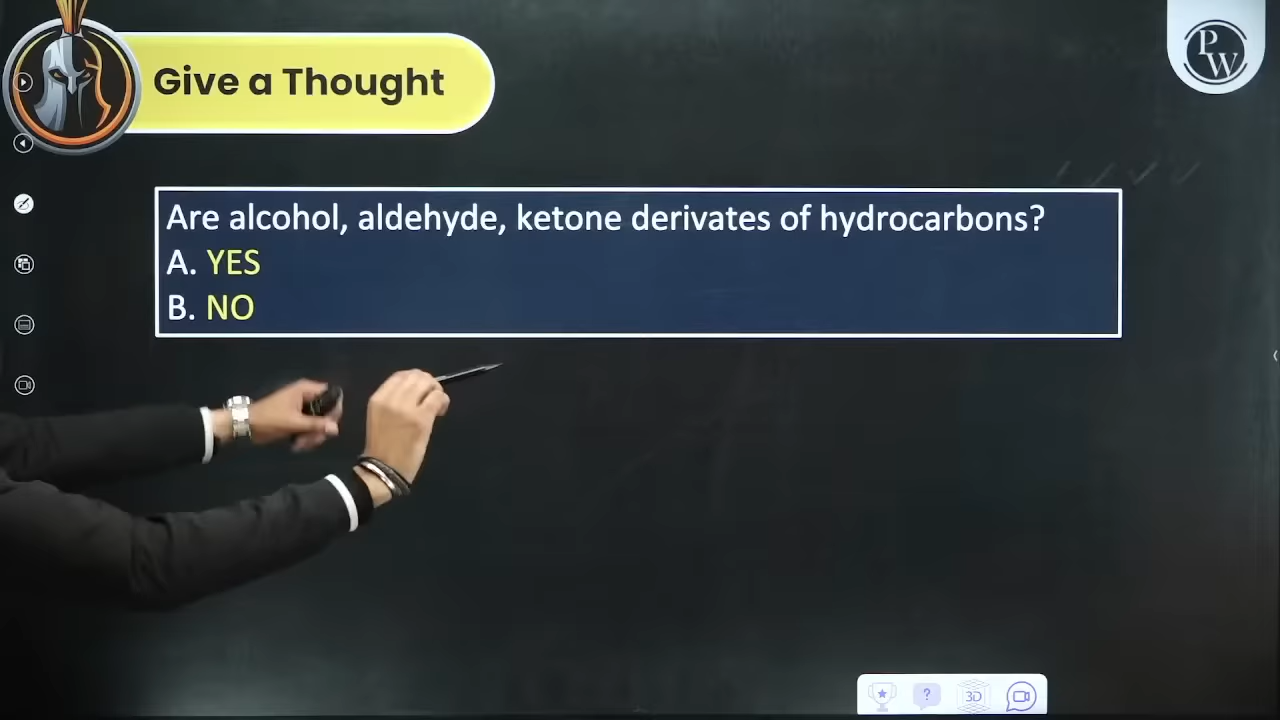 Give a Thought
PW
Are alcohol, aldehyde, ketone derivates of hydrocarbons?
A. YES
B. NO
?
3D